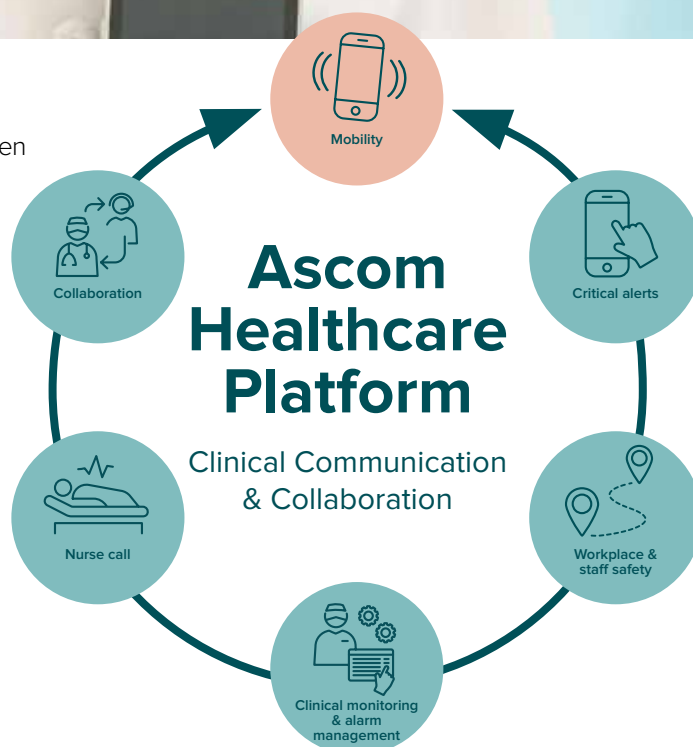 en
Mobility
Collaboration
Critical alerts
Ascom
Healthcare
Platform
Clinical Communication
& Collaboration
Nurse call
Workplace &
staff safety
Clinical monitoring
& alarm
management